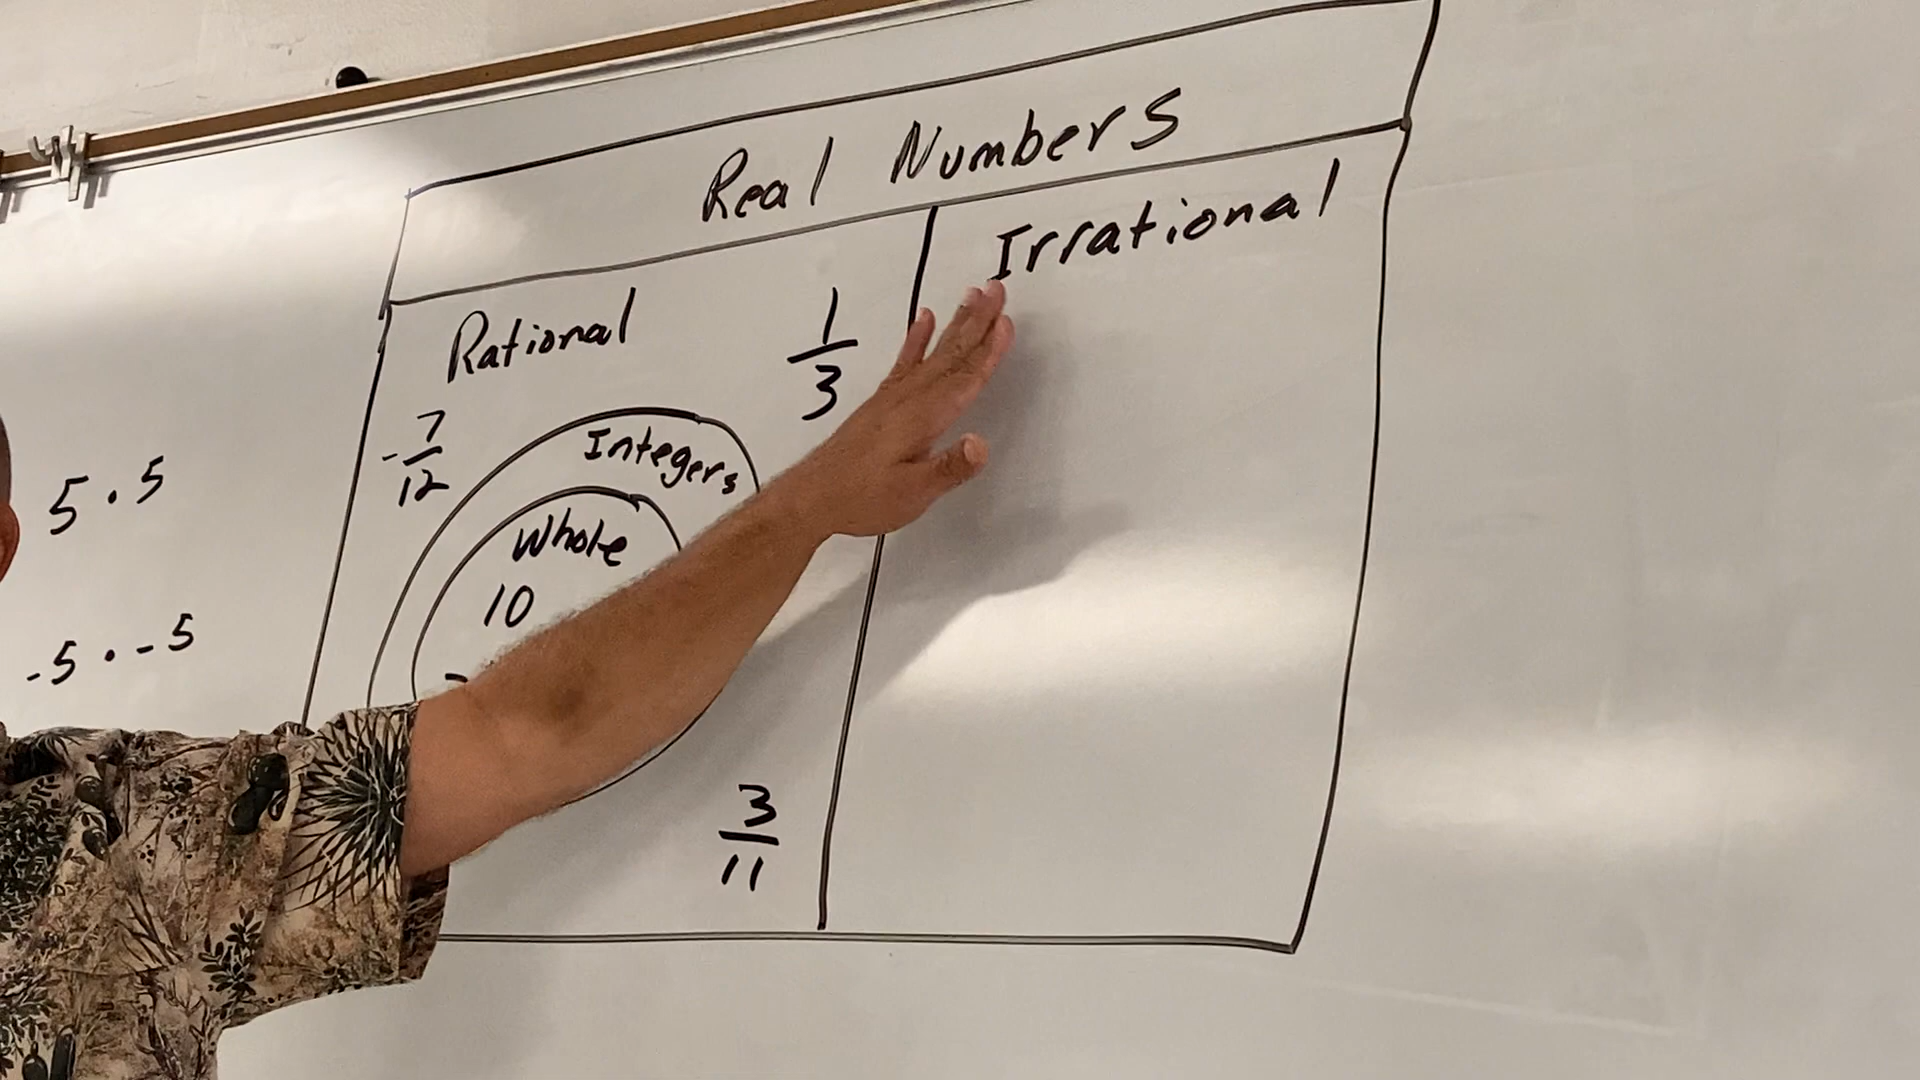 Real Numbers
Rational
Irrational
1
3
-7
12
Integers
Whole
10
5 · 5
-5 · -5
3
11